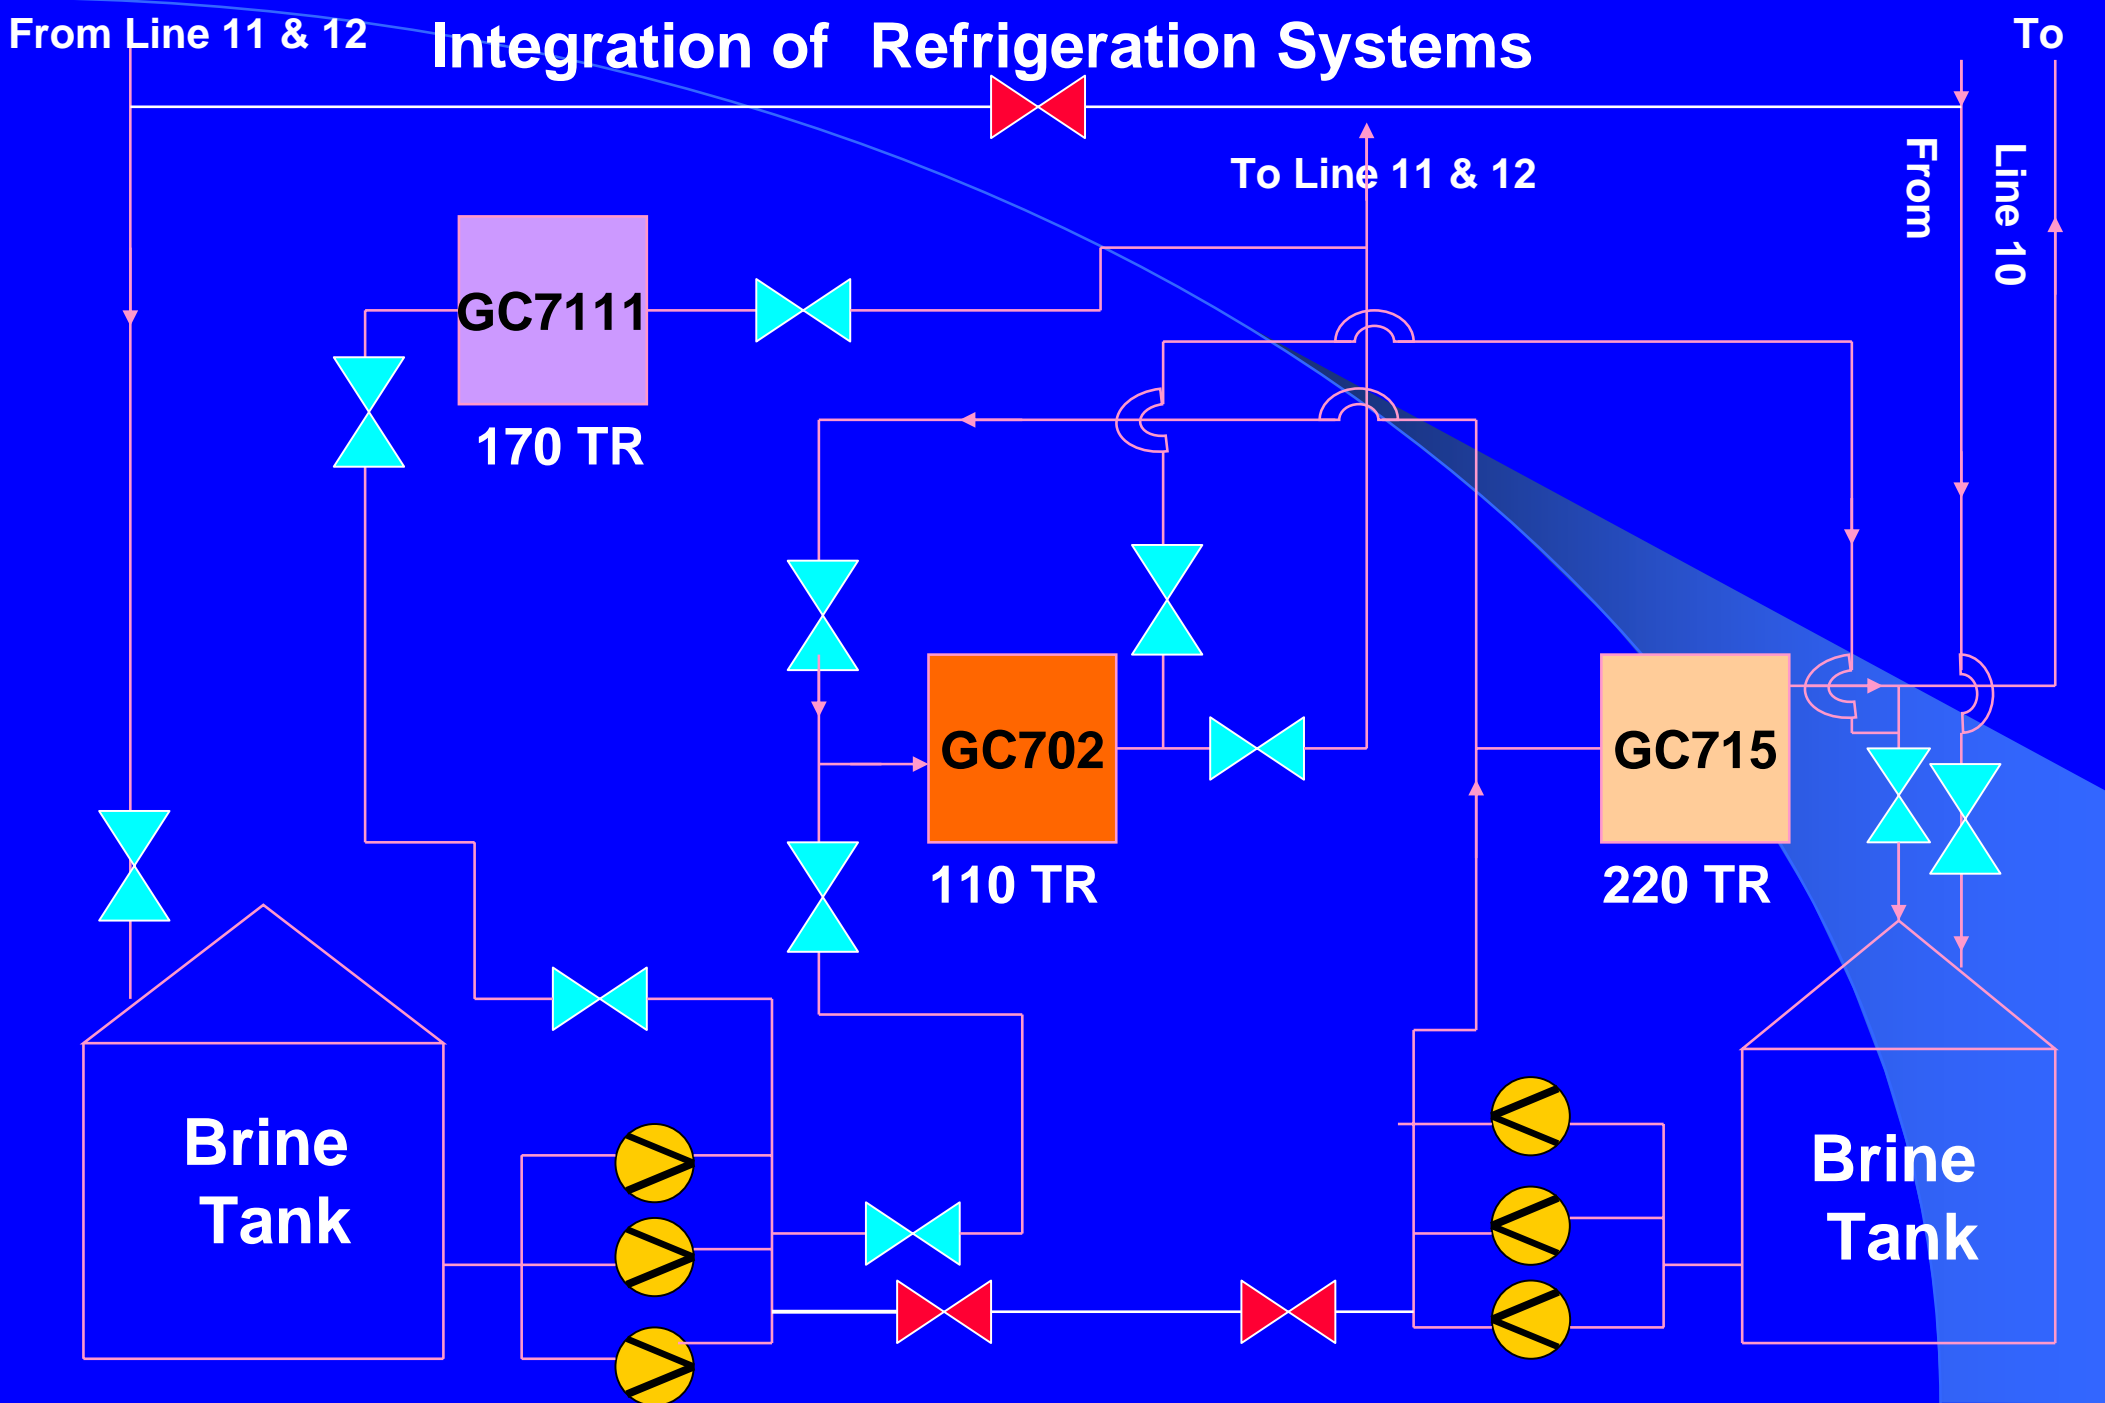 From Line 11 & 12
Integration of Refrigeration Systems
To
To Line 11 & 12
From
Line 10
GC7111
170 TR
GC702
110 TR
GC715
220 TR
Brine
Tank
Brine
Tank